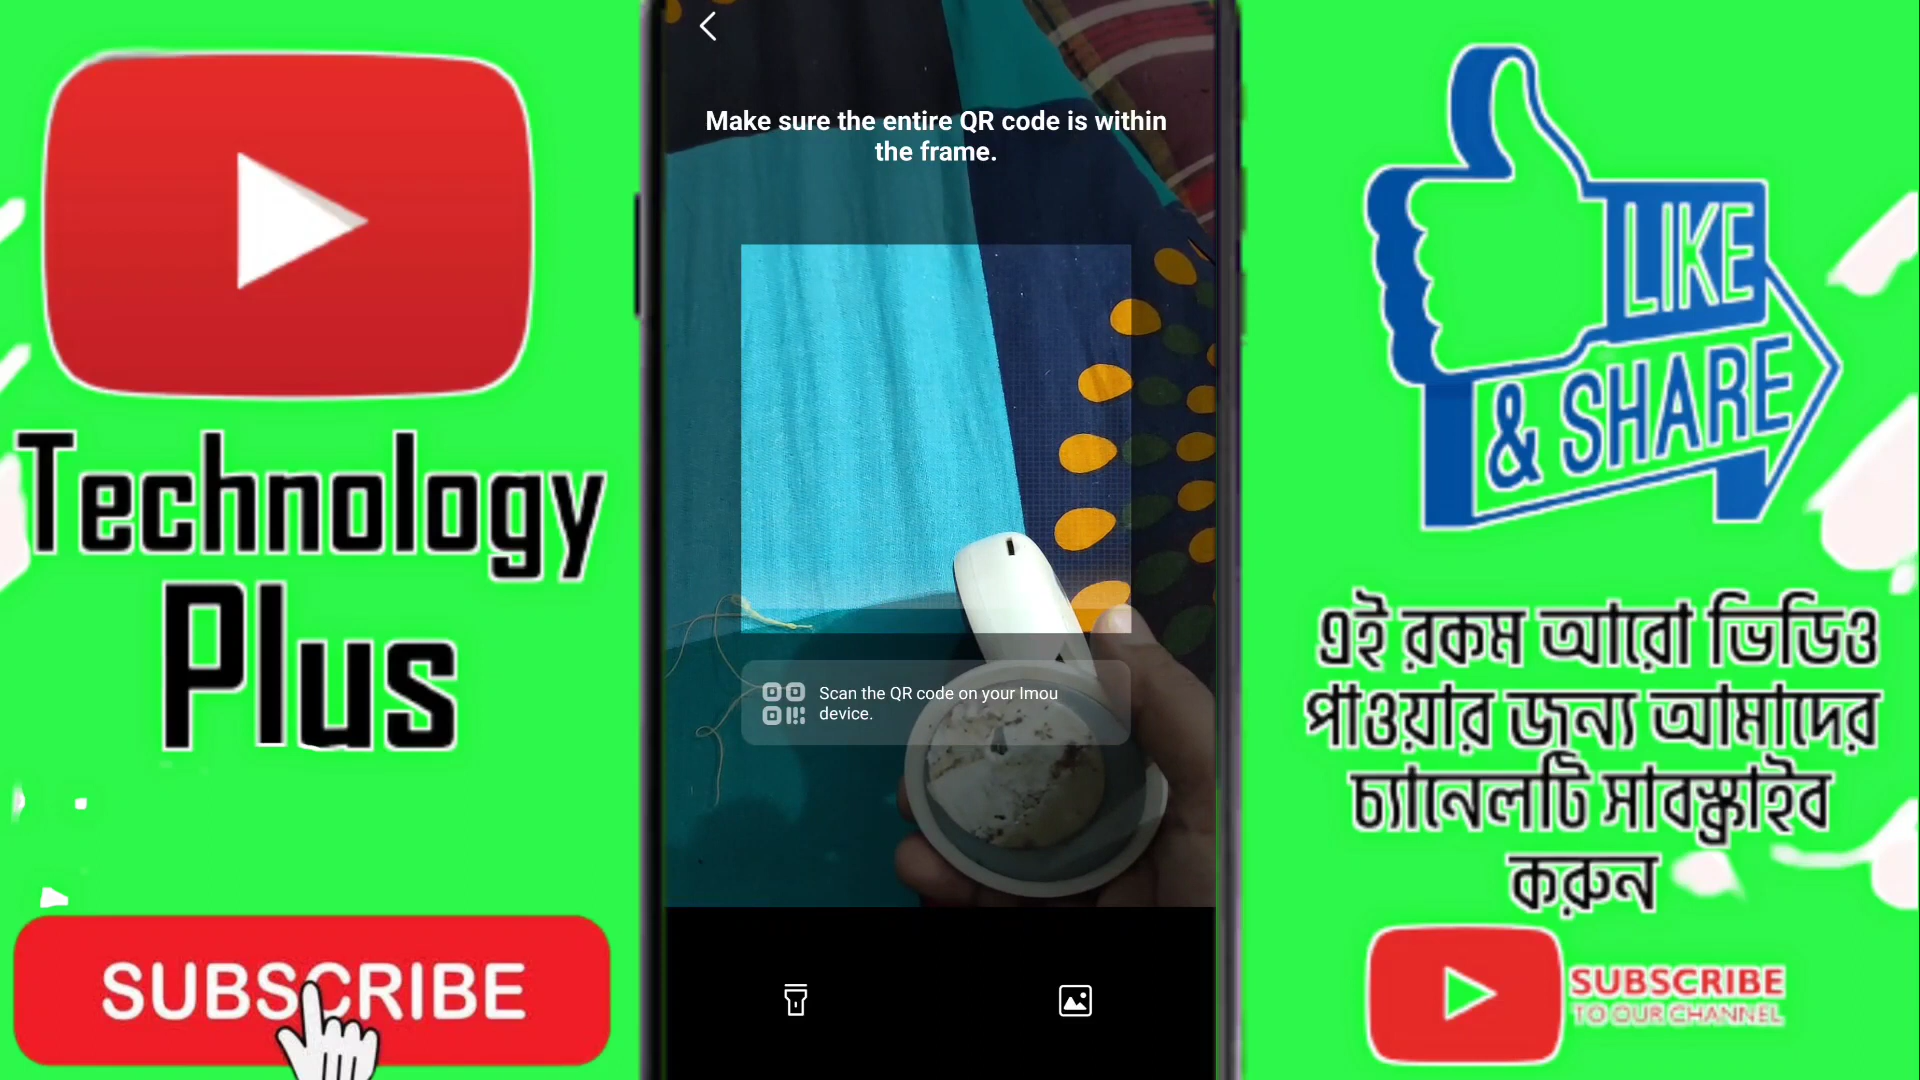 Technology
Plus
SUBSCRIBE
Make sure the entire QR code is within
the frame.
Scan the QR code on your Imou
device.
LIKE
& SHARE
এই রকম আরো ভিডিও
পাওয়ার জন্য আমাদের
চ্যানেলটি সাবস্ক্রাইব
করুন
SUBSCRIBE
TO OUR CHANNEL